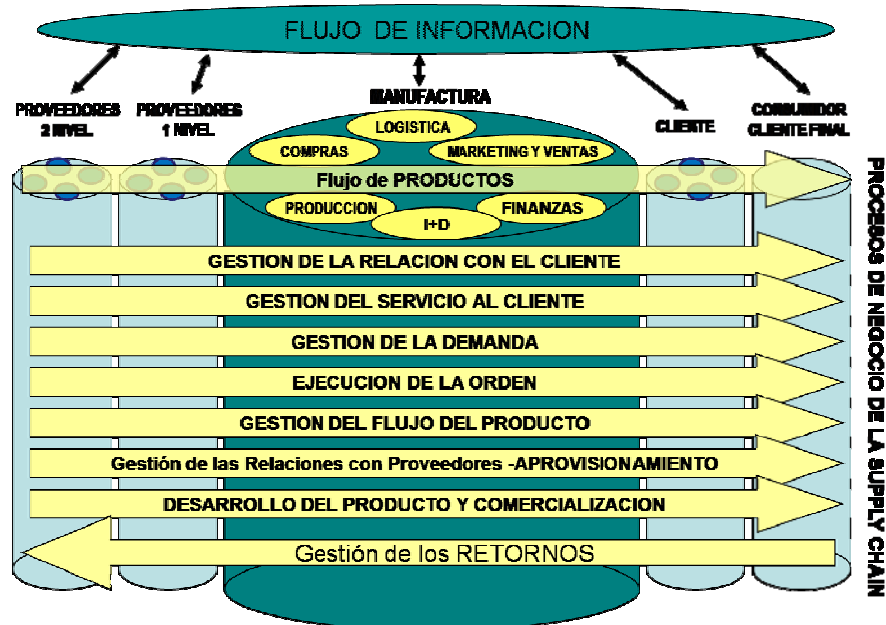 FLUJO DE INFORMACION
PROVEEDORES
2 NIVEL
PROVEEDORES
1 NIVEL
MANUFACTURA
CLIENTE
CONSUMIDOR
CLIENTE FINAL
LOGISTICA
COMPRAS
MARKETING Y VENTAS
Flujo de PRODUCTOS
PRODUCCION
FINANZAS
I+D
GESTION DE LA RELACION CON EL CLIENTE
GESTION DEL SERVICIO AL CLIENTE
GESTION DE LA DEMANDA
EJECUCION DE LA ORDEN
GESTION DEL FLUJO DEL PRODUCTO
Gestión de las Relaciones con Proveedores -APROVISIONAMIENTO
DESARROLLO DEL PRODUCTO Y COMERCIALIZACION
Gestión de los RETORNOS
PROCESOS DE NEGOCIO DE LA SUPPLY CHAIN